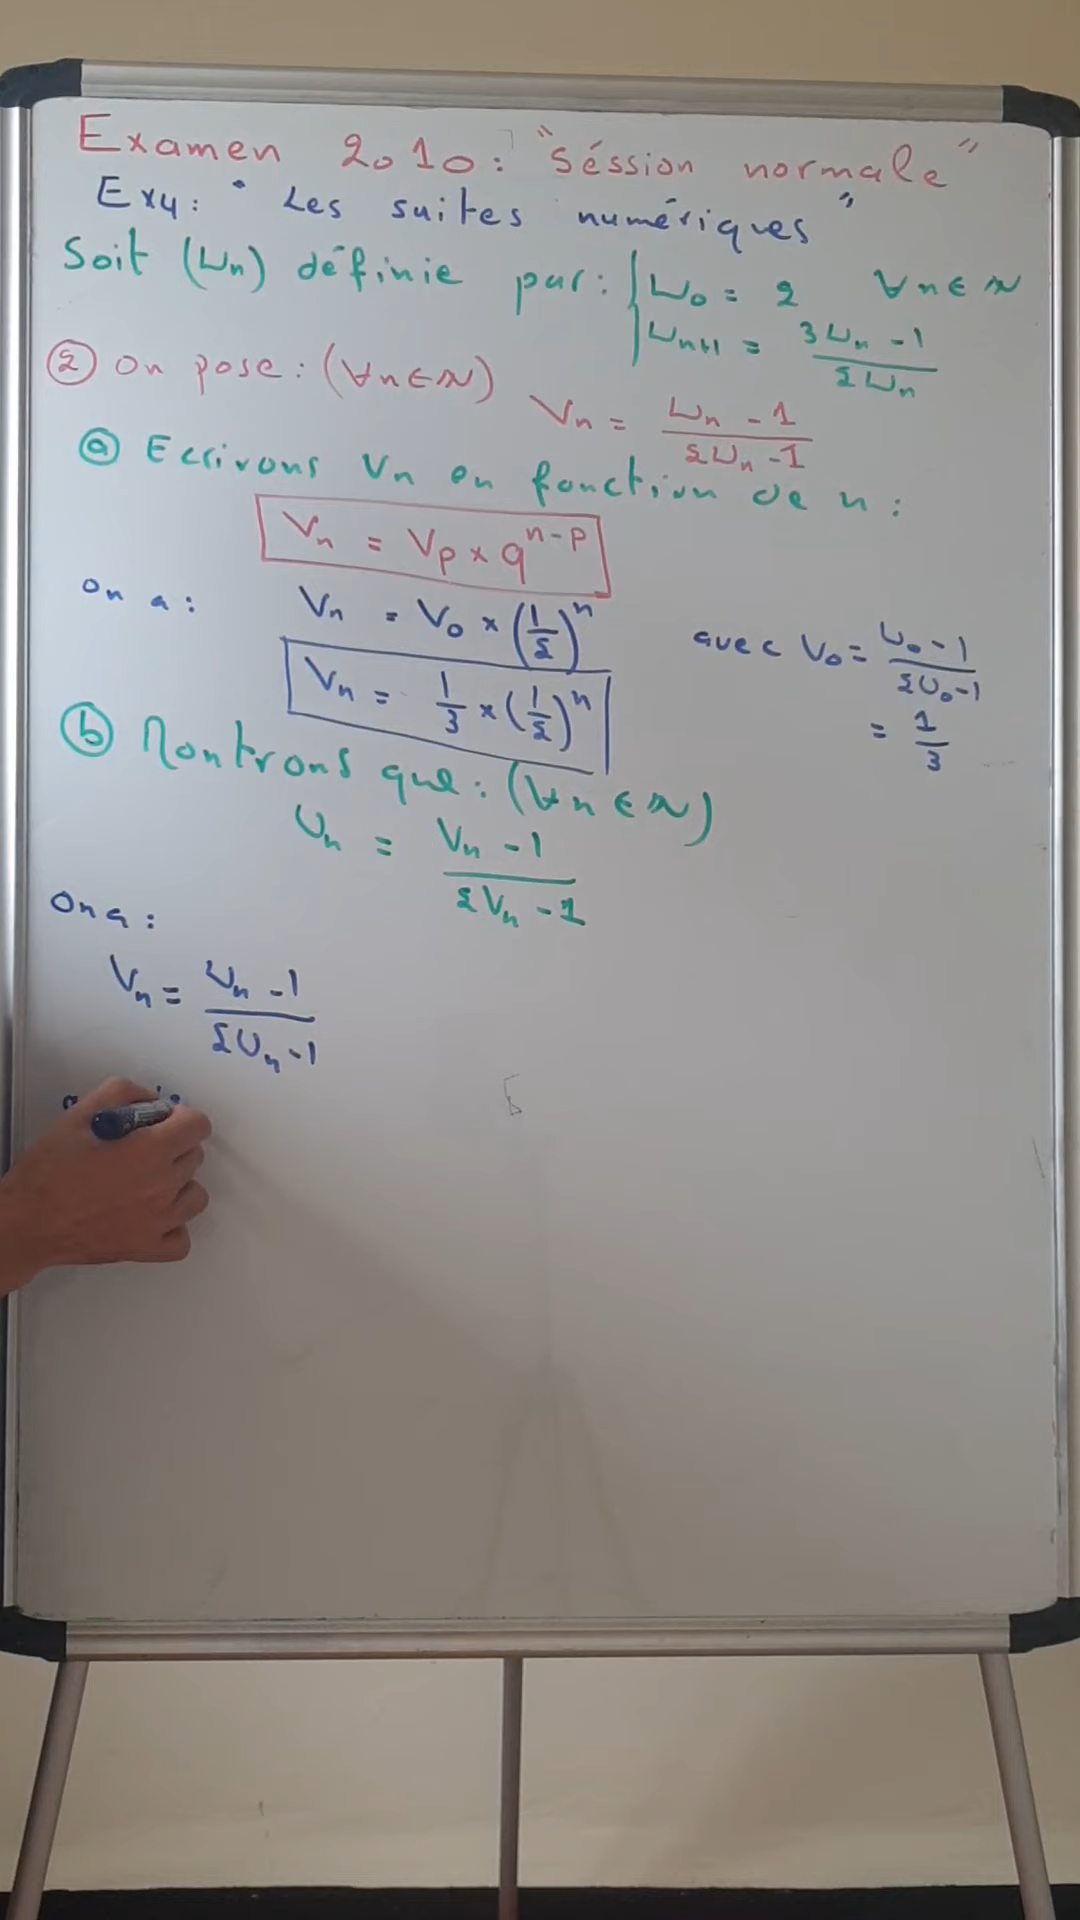 Examen 2010: "Séssion normale"
Ex4: "Les suites numériques"
Soit (Un) définie par: { U0 = 2 ∀n∈ℕ
Un+1 = (3Un - 1)/(2Un)
② On pose: (∀n∈ℕ) Vn = (Un - 1)/(2Un - 1)
ⓐ Ecrivons Vn en fonction de n:
Vn = Vp × q^(n-p)
on a: Vn = V0 × (1/2)^n avec V0 = (U0 - 1)/(2U0 - 1)
Vn = 1/3 × (1/2)^n = 1/3
ⓑ Montrons que: (∀n∈ℕ)
Un = (Vn - 1)/(2Vn - 1)
On a:
Vn = (Un - 1)/(2Un - 1)